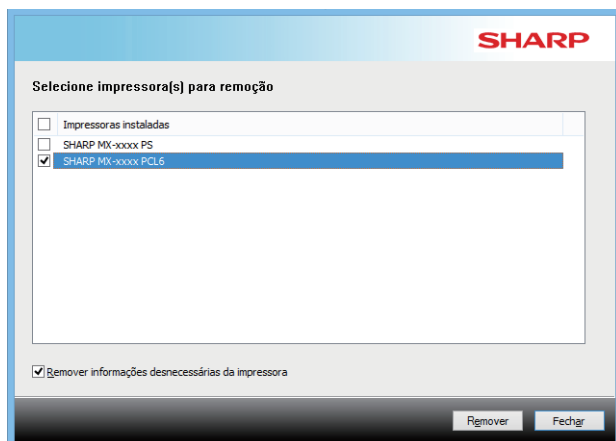 SHARP
Selecione impressora(s) para remoção
Impressoras instaladas
SHARP MX-xxxx PS
SHARP MX-xxxx PCL6
Remover informações desnecessárias da impressora
Remover Fechar